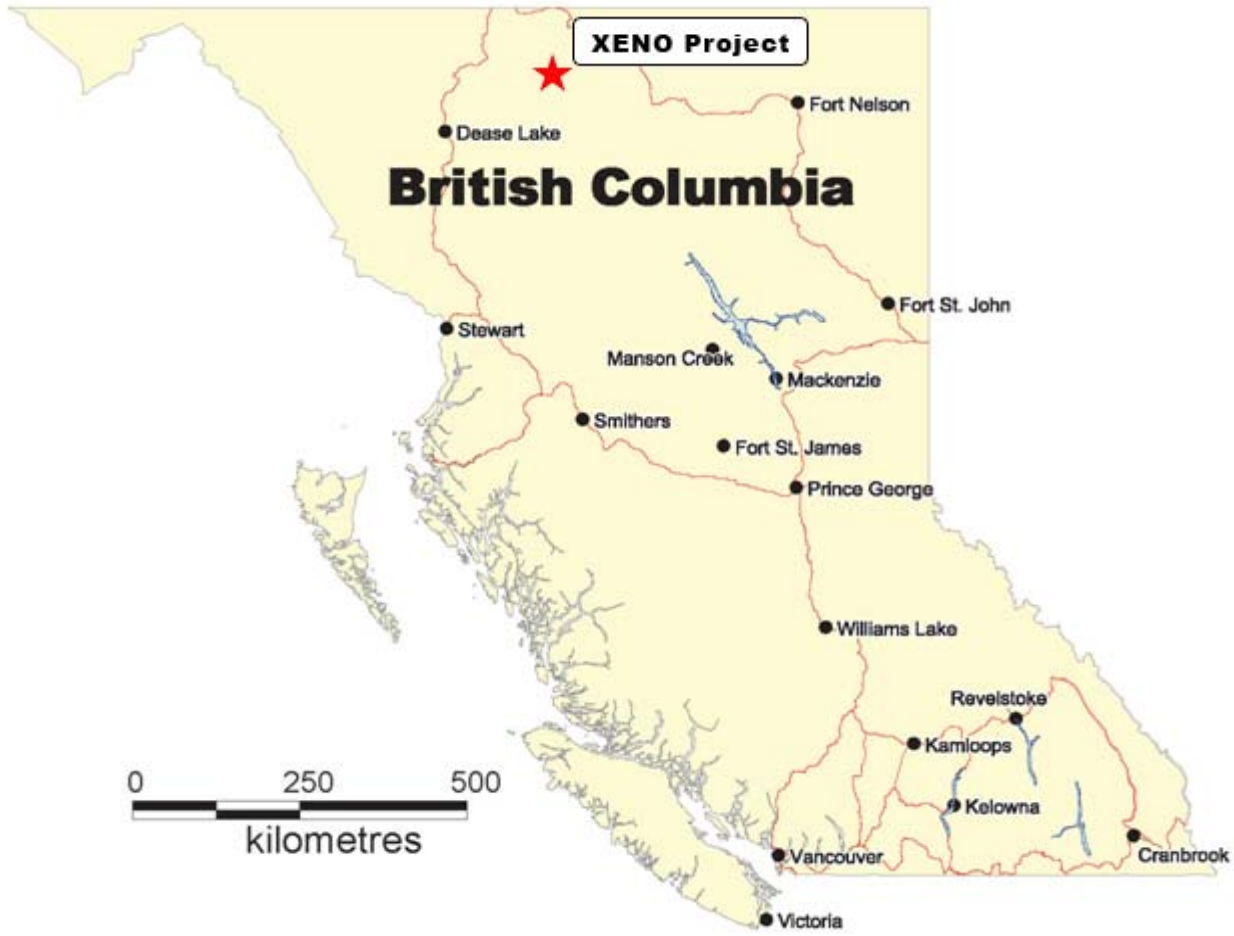 XENO Project
Fort Nelson
Dease Lake
British Columbia
Fort St. John
Stewart
Manson Creek
Mackenzie
Smithers
Fort St. James
Prince George
Williams Lake
Revelstoke
Kamloops
0 250 500
kilometres
Kelowna
Vancouver
Cranbrook
Victoria